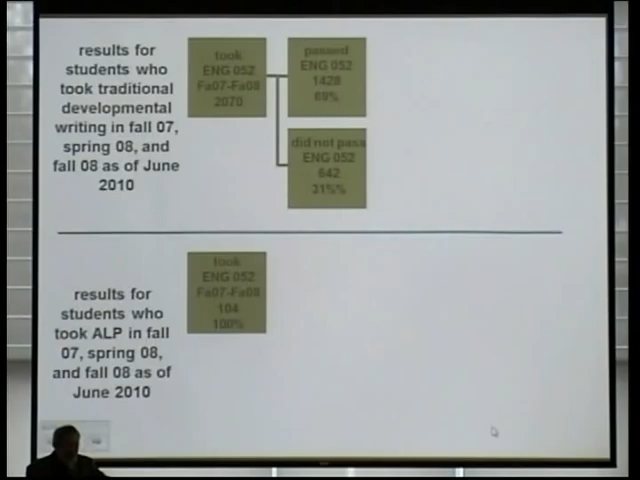 results for
students who
took traditional
developmental
writing in fall 07,
spring 08, and
fall 08 as of June
2010
took
ENG 052
Fa07-Fa08
2070
passed
ENG 052
1428
69%
did not pass
ENG 052
642
31%%
results for
students who
took ALP in fall
07, spring 08,
and fall 08 as of
June 2010
took
ENG 052
Fa07-Fa08
104
100%